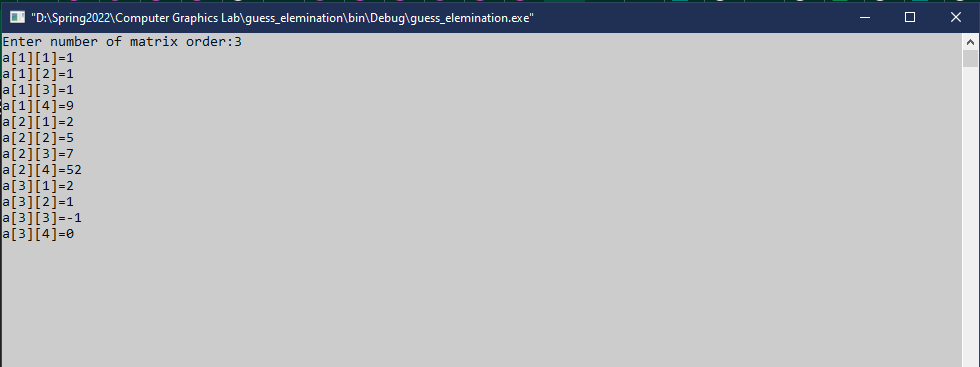 "D:\Spring2022\Computer Graphics Lab\guess_elemination\bin\Debug\guess_elemination.exe"
Enter number of matrix order:3
a[1][1]=1
a[1][2]=1
a[1][3]=1
a[1][4]=9
a[2][1]=2
a[2][2]=5
a[2][3]=7
a[2][4]=52
a[3][1]=2
a[3][2]=1
a[3][3]=-1
a[3][4]=0